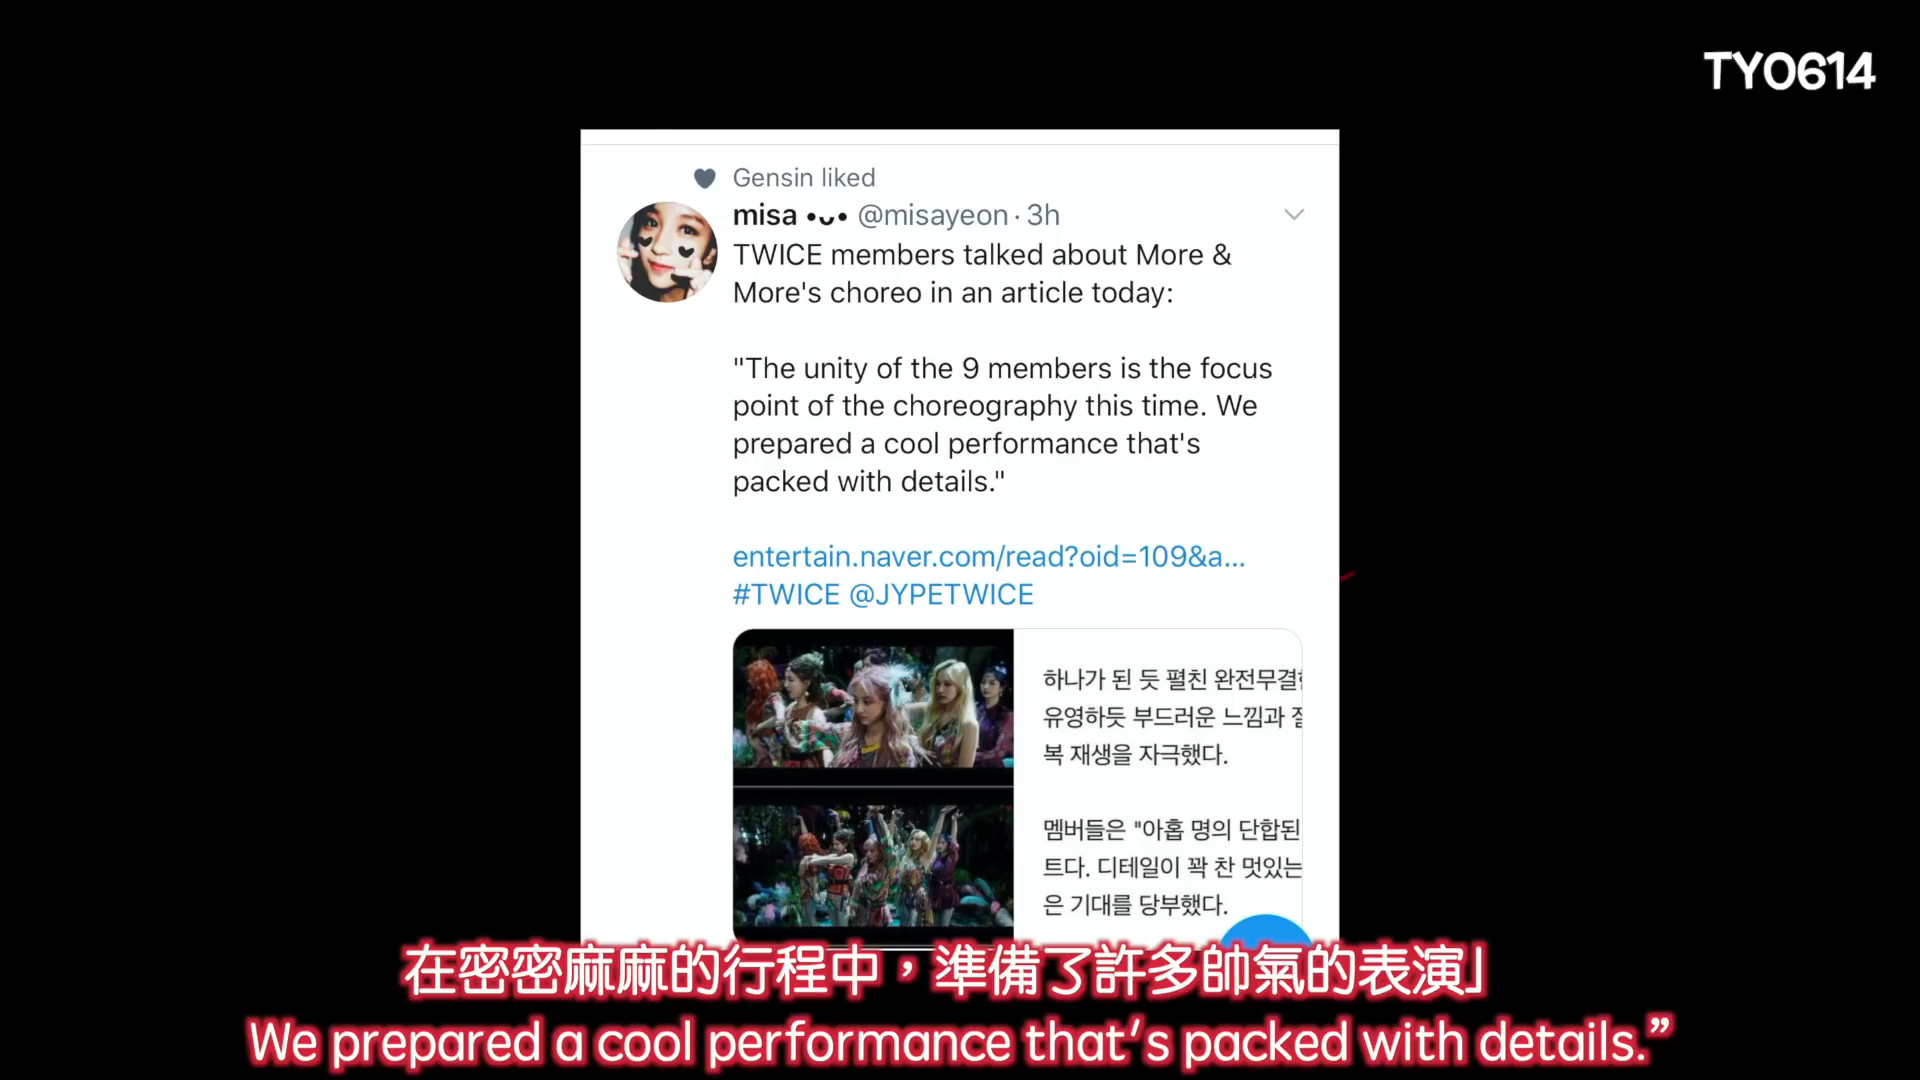 TY0614
Gensin liked
misa •ᴗ• @misayeon · 3h
TWICE members talked about More &
More's choreo in an article today:
"The unity of the 9 members is the focus
point of the choreography this time. We
prepared a cool performance that's
packed with details."
entertain.naver.com/read?oid=109&a...
#TWICE @JYPETWICE
하나가 된 듯 펼친 완전무결
유영하듯 부드러운 느낌과
복 재생을 자극했다.
멤버들은 "아홉 명의 단합된
트다. 디테일이 꽉 찬 멋있는
은 기대를 당부했다.
在密密麻麻的行程中，準備了許多帥氣的表演」
We prepared a cool performance that's packed with details.”